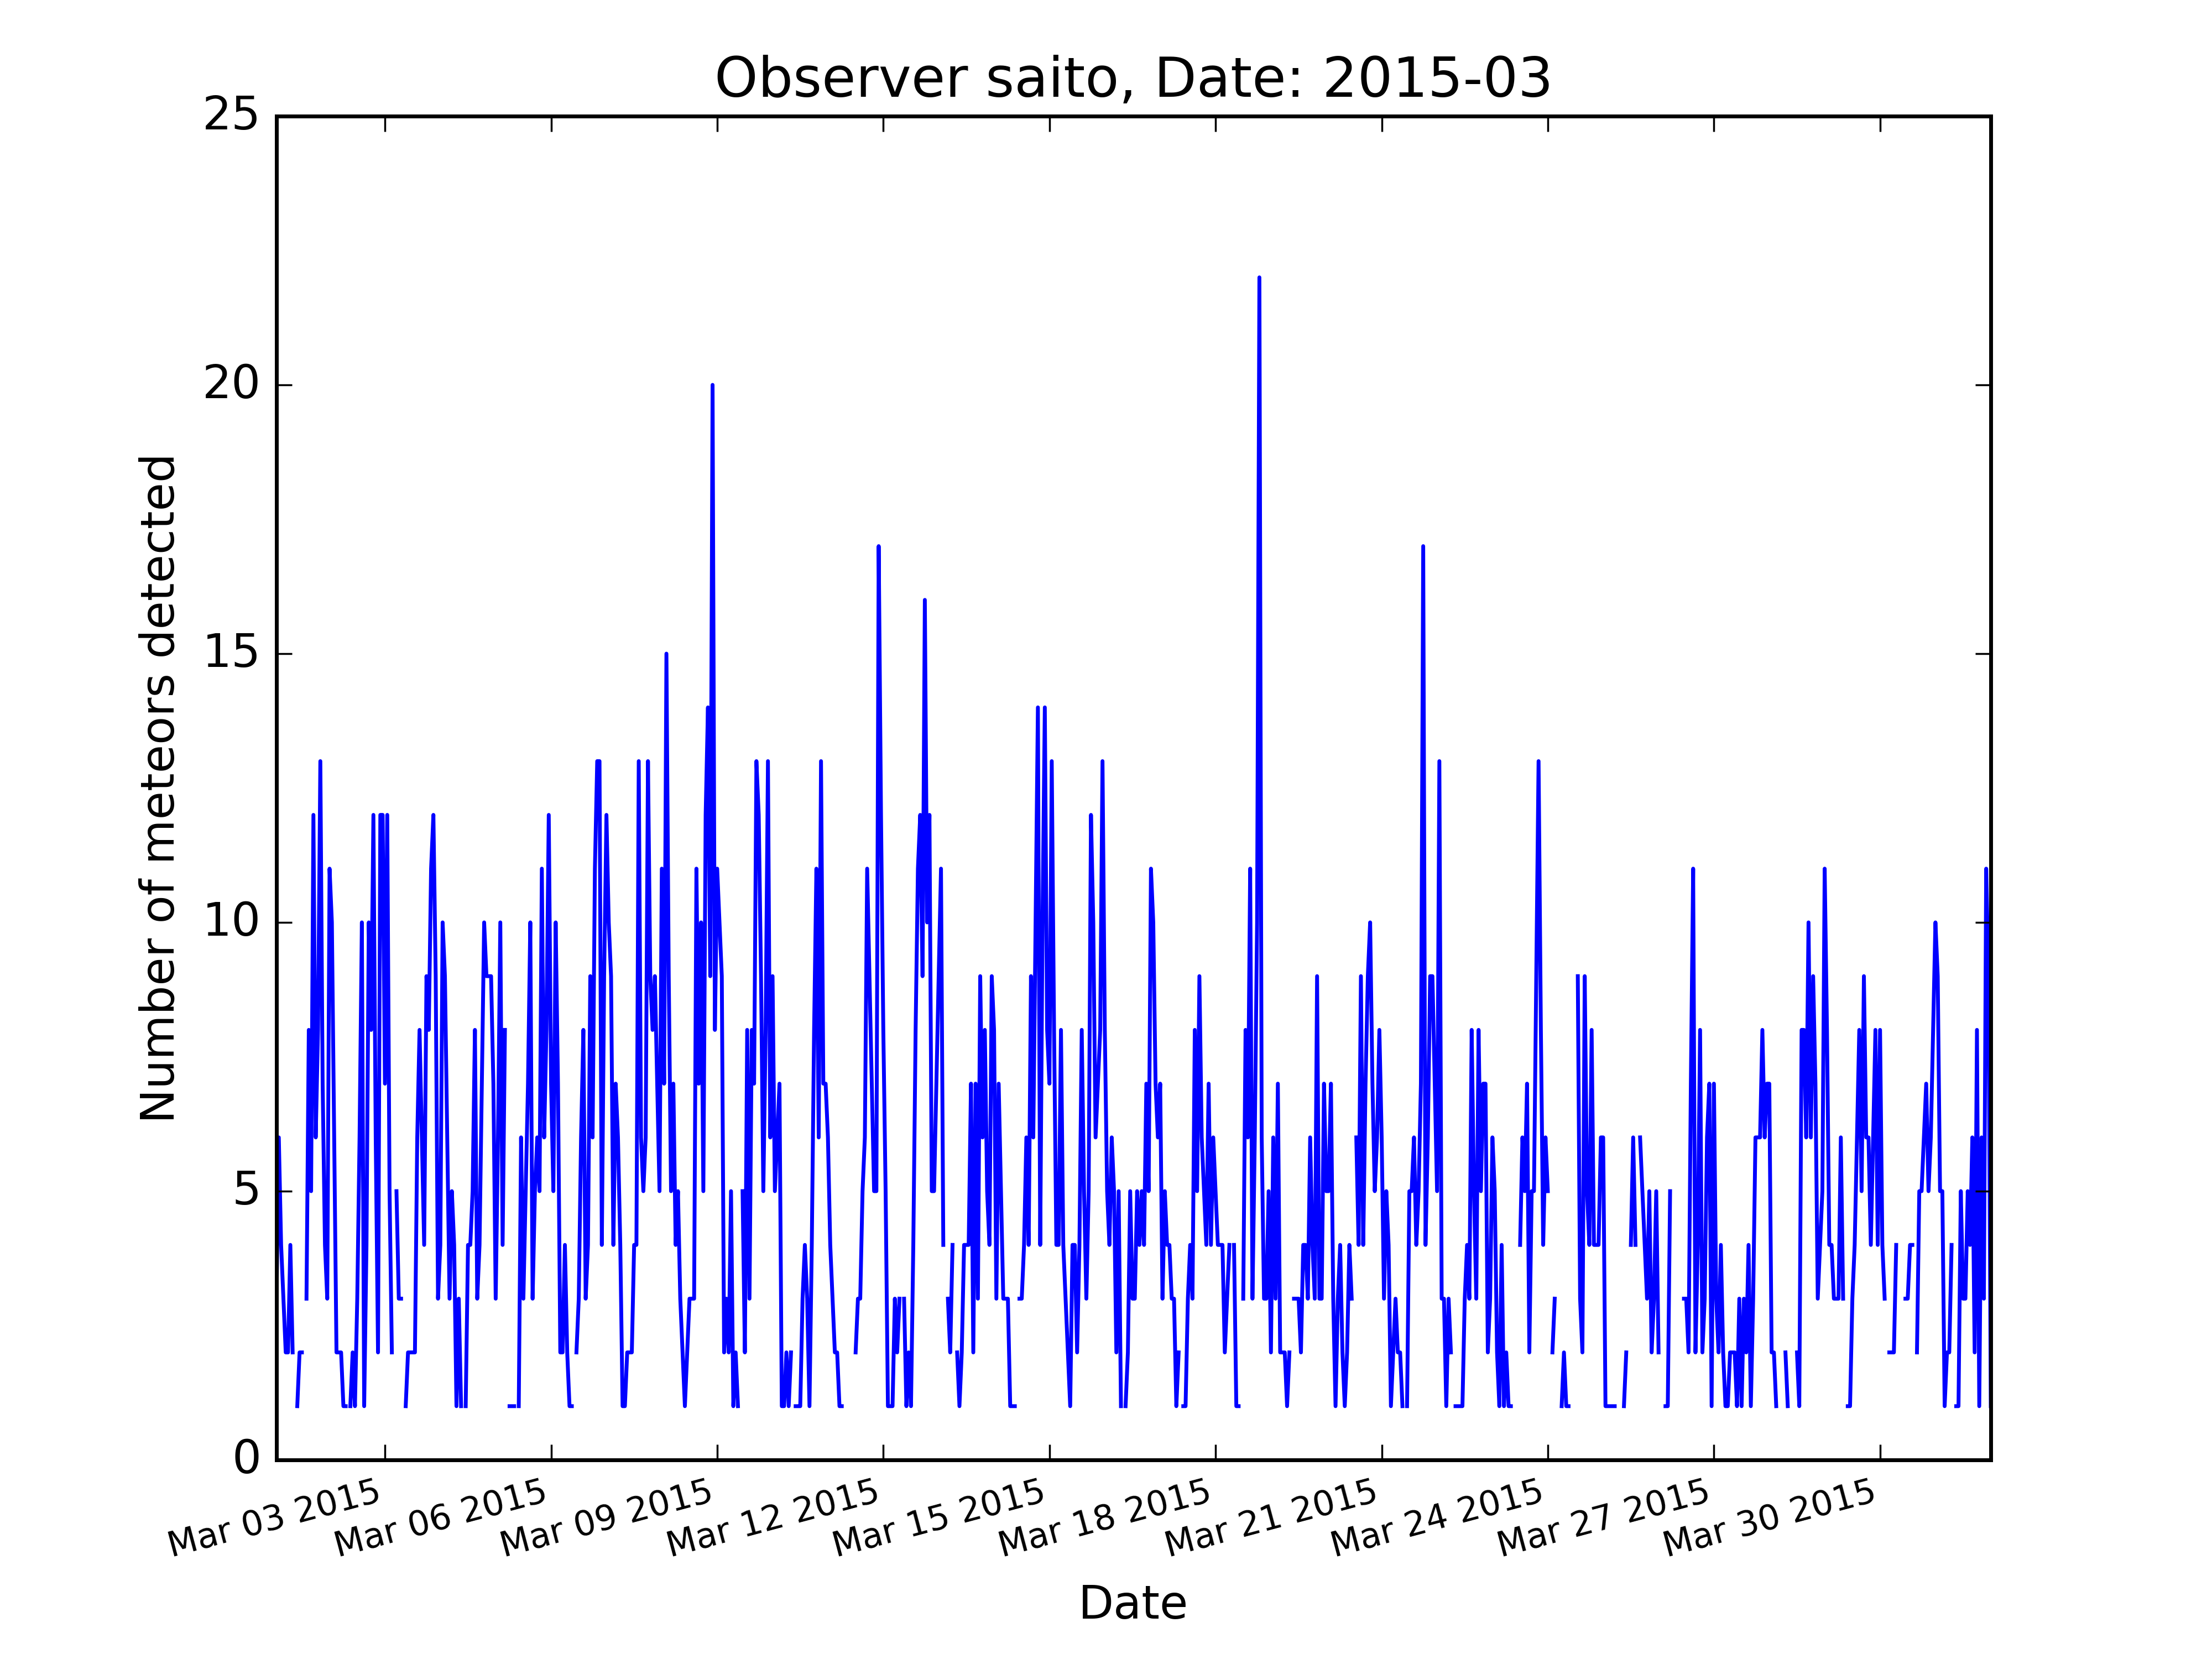 Observer saito, Date: 2015-03
25
20
15
10
5
0
Number of meteors detected
Mar 03 2015
Mar 06 2015
Mar 09 2015
Mar 12 2015
Mar 15 2015
Mar 18 2015
Mar 21 2015
Mar 24 2015
Mar 27 2015
Mar 30 2015
Date